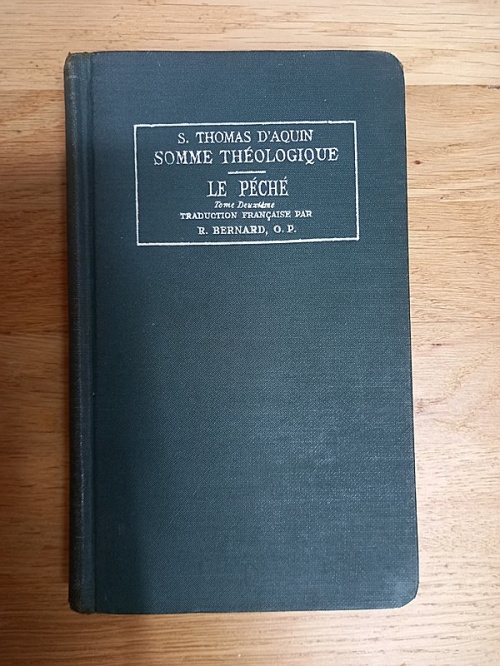 S. THOMAS D'AQUIN
SOMME THÉOLOGIQUE
LE PÉCHÉ
Tome Deuxième
TRADUCTION FRANÇAISE PAR
R. BERNARD, O. P.